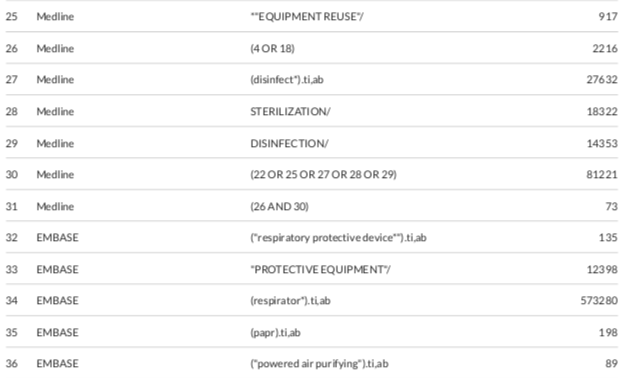 25 Medline "*EQUIPMENT REUSE"/ 917
26 Medline (4 OR 18) 2216
27 Medline (disinfect*).ti,ab 27632
28 Medline STERILIZATION/ 18322
29 Medline DISINFECTION/ 14353
30 Medline (22 OR 25 OR 27 OR 28 OR 29) 81221
31 Medline (26 AND 30) 73
32 EMBASE ("respiratory protective device*").ti,ab 135
33 EMBASE "PROTECTIVE EQUIPMENT"/ 12398
34 EMBASE (respirator*).ti,ab 573280
35 EMBASE (papr).ti,ab 198
36 EMBASE ("powered air purifying").ti,ab 89